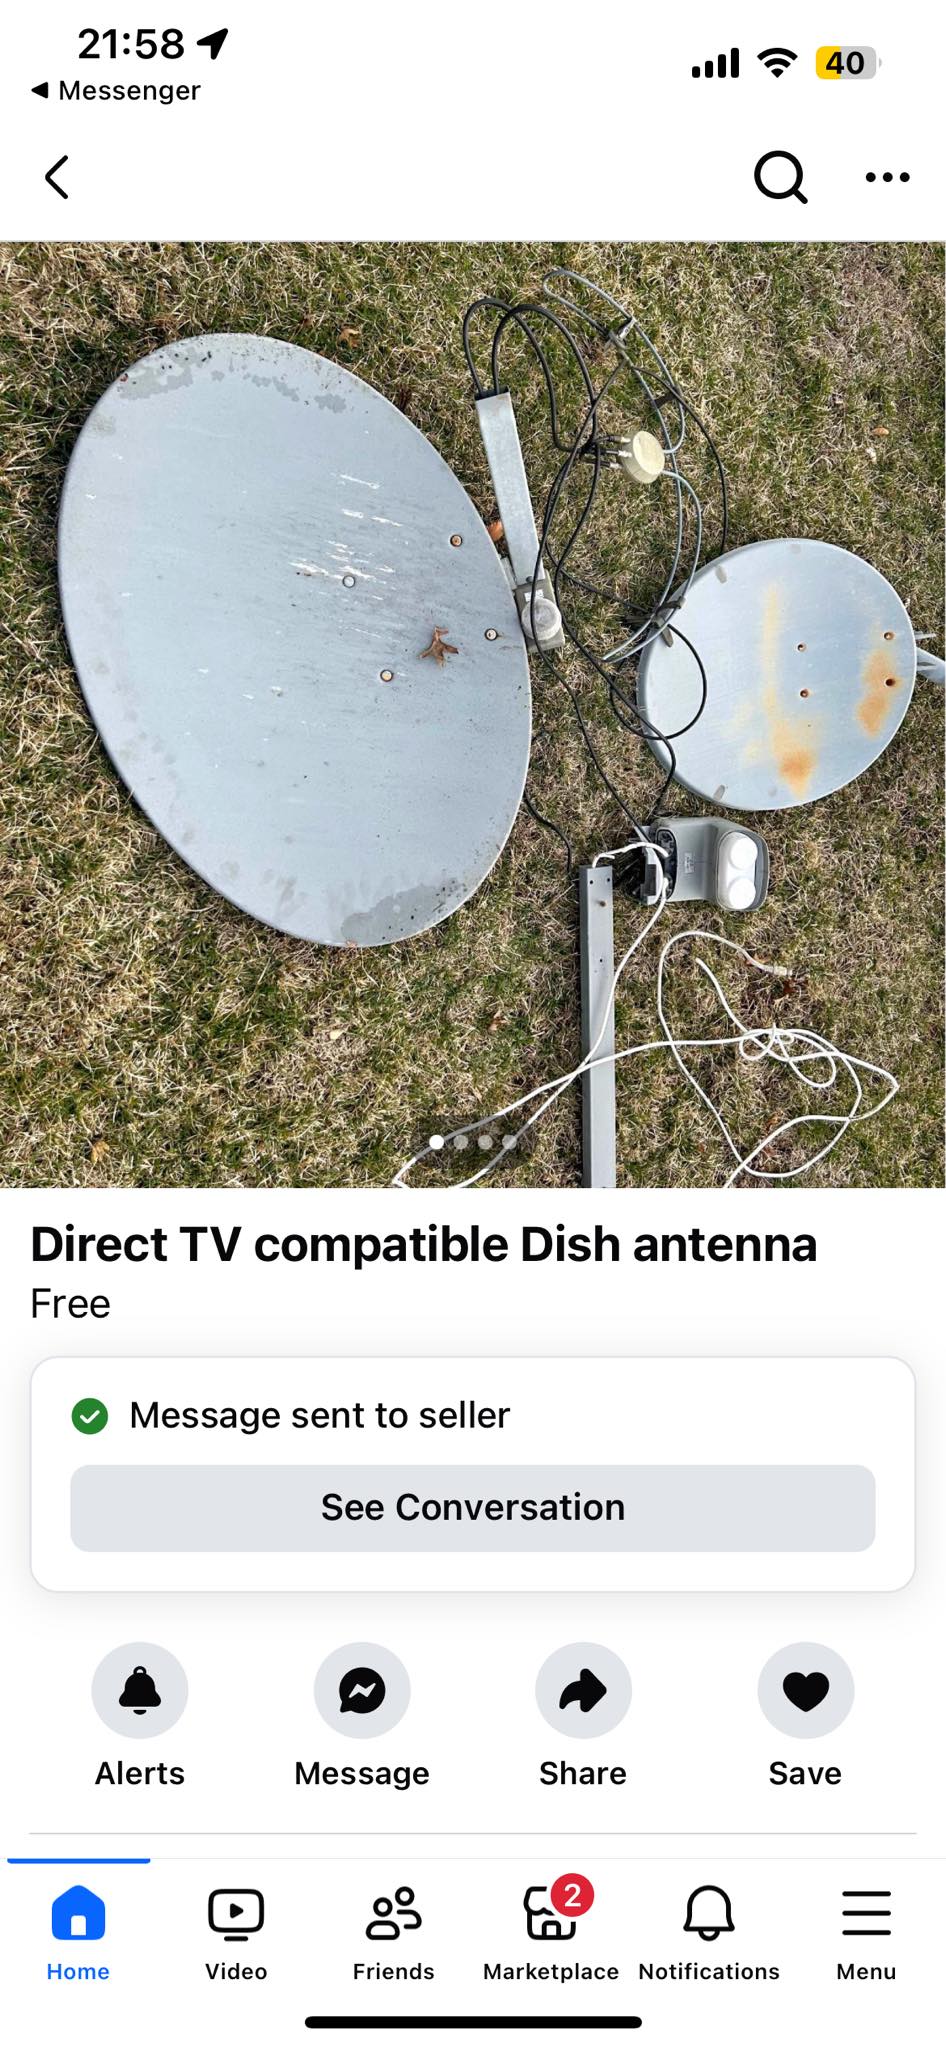 21:58
40
Messenger
Direct TV compatible Dish antenna
Free
Message sent to seller
See Conversation
Alerts
Message
Share
Save
2
Home
Video
Friends
Marketplace
Notifications
Menu